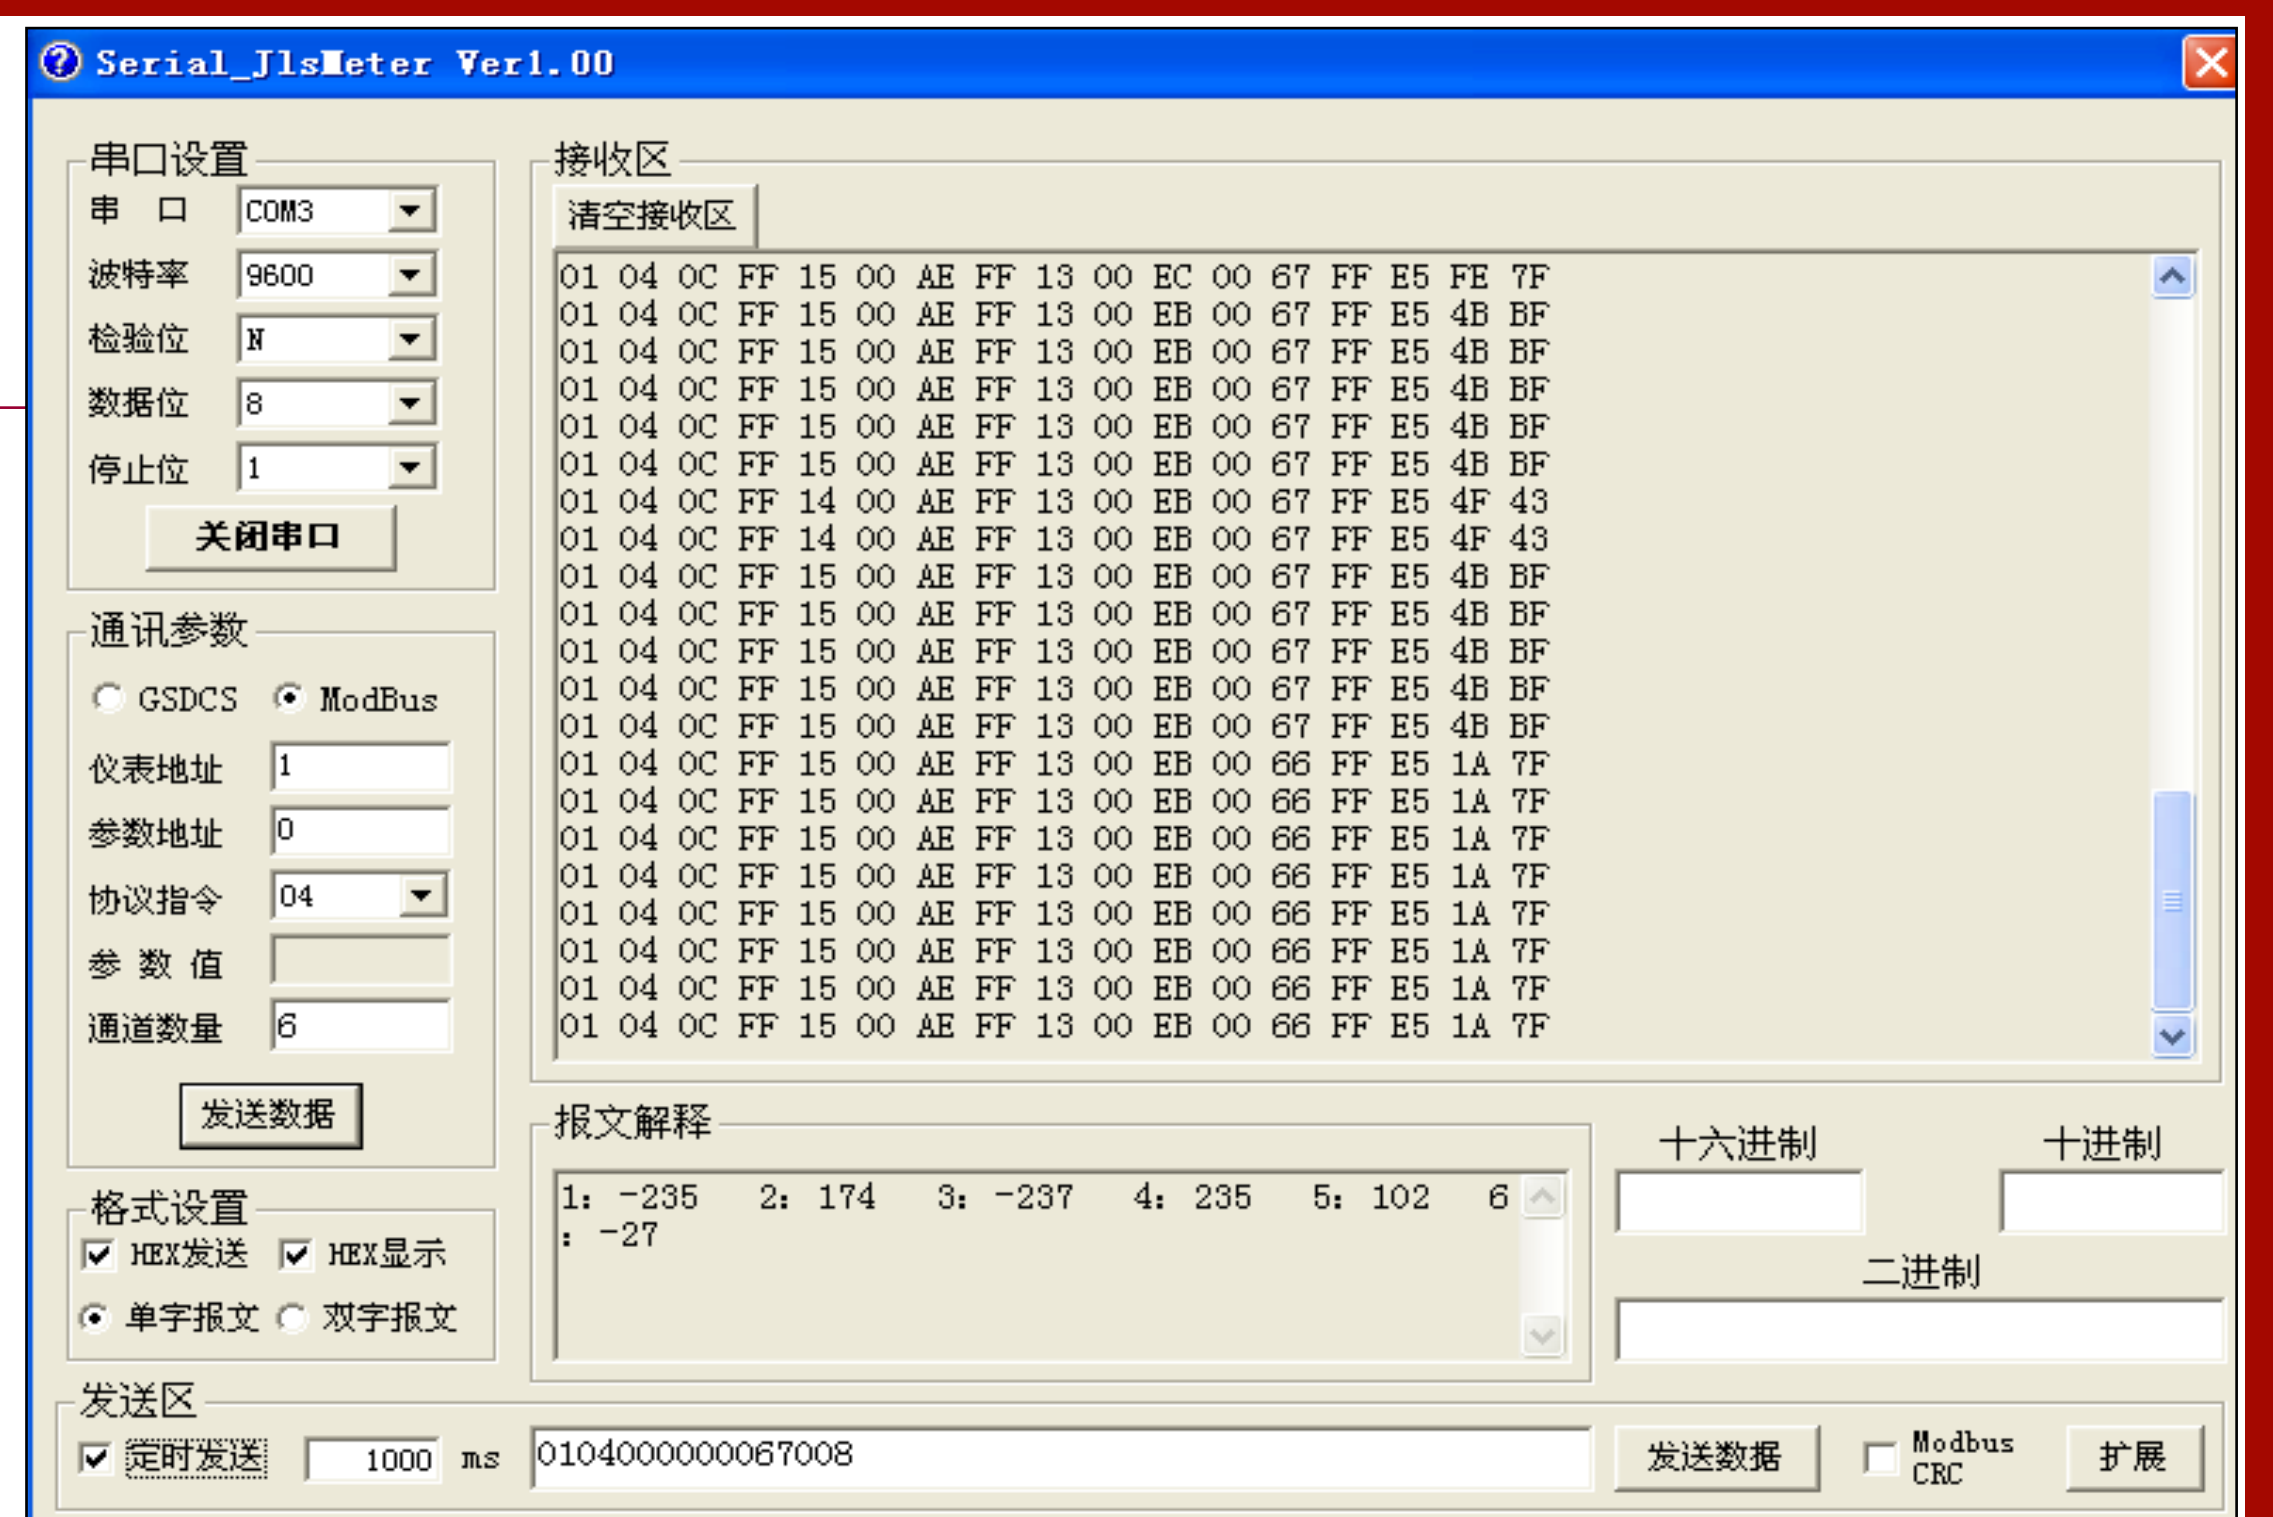 Serial_JlsMeter Ver1.00
串口设置
串 口 COM3
波特率 9600
检验位 N
数据位 8
停止位 1
关闭串口
通讯参数
GSDCS ModBus
仪表地址 1
参数地址 0
协议指令 04
参 数 值
通道数量 6
发送数据
格式设置
HEX发送 HEX显示
单字报文 双字报文
接收区
清空接收区
01 04 0C FF 15 00 AE FF 13 00 EC 00 67 FF E5 FE 7F
01 04 0C FF 15 00 AE FF 13 00 EB 00 67 FF E5 4B BF
01 04 0C FF 15 00 AE FF 13 00 EB 00 67 FF E5 4B BF
01 04 0C FF 15 00 AE FF 13 00 EB 00 67 FF E5 4B BF
01 04 0C FF 15 00 AE FF 13 00 EB 00 67 FF E5 4B BF
01 04 0C FF 15 00 AE FF 13 00 EB 00 67 FF E5 4B BF
01 04 0C FF 14 00 AE FF 13 00 EB 00 67 FF E5 4F 43
01 04 0C FF 14 00 AE FF 13 00 EB 00 67 FF E5 4F 43
01 04 0C FF 15 00 AE FF 13 00 EB 00 67 FF E5 4B BF
01 04 0C FF 15 00 AE FF 13 00 EB 00 67 FF E5 4B BF
01 04 0C FF 15 00 AE FF 13 00 EB 00 67 FF E5 4B BF
01 04 0C FF 15 00 AE FF 13 00 EB 00 67 FF E5 4B BF
01 04 0C FF 15 00 AE FF 13 00 EB 00 67 FF E5 4B BF
01 04 0C FF 15 00 AE FF 13 00 EB 00 66 FF E5 1A 7F
01 04 0C FF 15 00 AE FF 13 00 EB 00 66 FF E5 1A 7F
01 04 0C FF 15 00 AE FF 13 00 EB 00 66 FF E5 1A 7F
01 04 0C FF 15 00 AE FF 13 00 EB 00 66 FF E5 1A 7F
01 04 0C FF 15 00 AE FF 13 00 EB 00 66 FF E5 1A 7F
01 04 0C FF 15 00 AE FF 13 00 EB 00 66 FF E5 1A 7F
01 04 0C FF 15 00 AE FF 13 00 EB 00 66 FF E5 1A 7F
01 04 0C FF 15 00 AE FF 13 00 EB 00 66 FF E5 1A 7F
报文解释
1: -235 2: 174 3: -237 4: 235 5: 102 6
: -27
十六进制 十进制
二进制
发送区
定时发送 1000 ms 0104000000067008 发送数据 Modbus
CRC
扩展